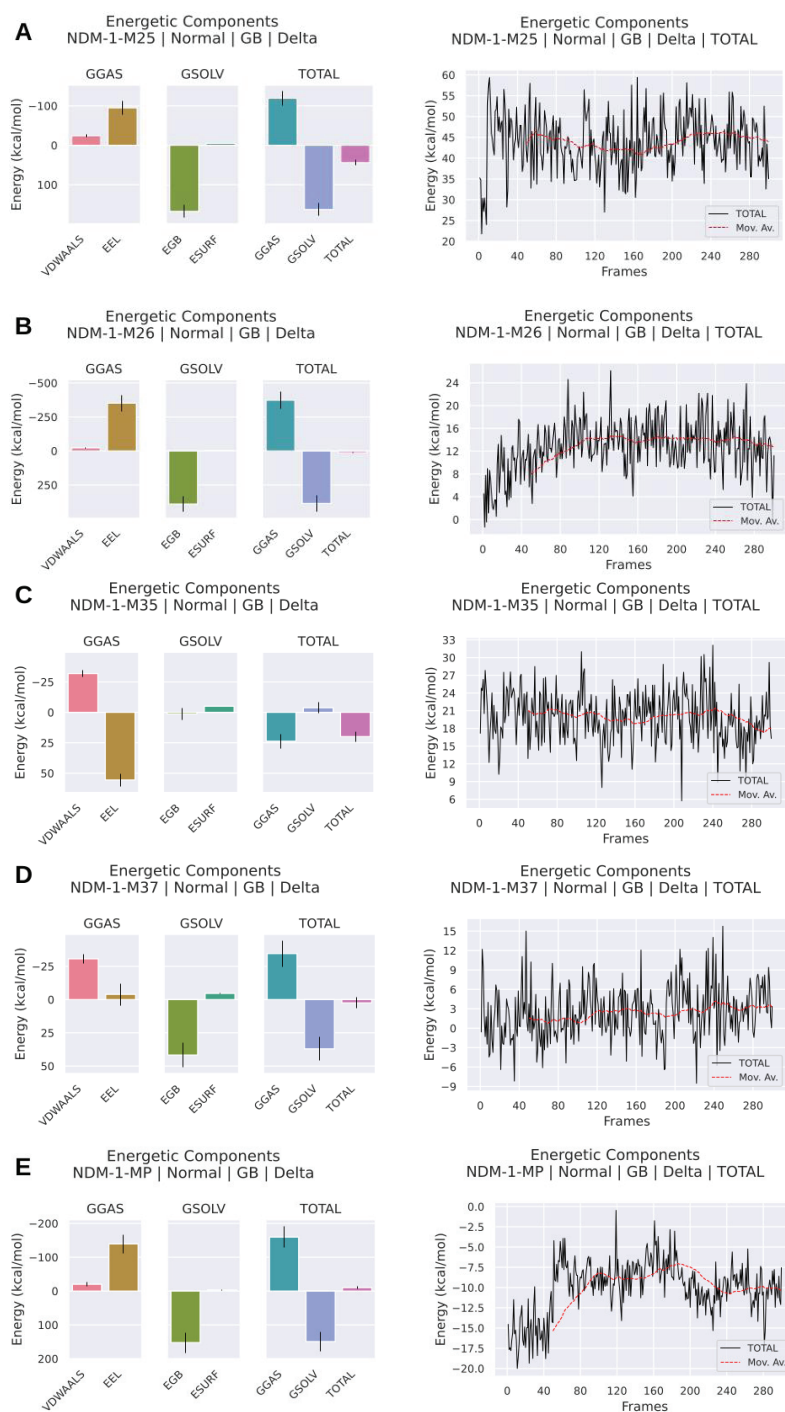 A
Energetic Components
NDM-1-M25 | Normal | GB | Delta
GGAS
GSOLV
TOTAL
Energy (kcal/mol)
−100
0
100
VDWAALS
EEL
EGB
ESURF
GGAS
GSOLV
TOTAL
Energetic Components
NDM-1-M25 | Normal | GB | Delta | TOTAL
Energy (kcal/mol)
60
55
50
45
40
35
30
25
20
0 40 80 120 160 200 240 280
Frames
TOTAL
Mov. Av.
B
Energetic Components
NDM-1-M26 | Normal | GB | Delta
GGAS
GSOLV
TOTAL
Energy (kcal/mol)
−500
−250
0
250
VDWAALS
EEL
EGB
ESURF
GGAS
GSOLV
TOTAL
Energetic Components
NDM-1-M26 | Normal | GB | Delta | TOTAL
Energy (kcal/mol)
24
20
16
12
8
4
0
0 40 80 120 160 200 240 280
Frames
TOTAL
Mov. Av.
C
Energetic Components
NDM-1-M35 | Normal | GB | Delta
GGAS
GSOLV
TOTAL
Energy (kcal/mol)
−25
0
25
50
VDWAALS
EEL
EGB
ESURF
GGAS
GSOLV
TOTAL
Energetic Components
NDM-1-M35 | Normal | GB | Delta | TOTAL
Energy (kcal/mol)
33
30
27
24
21
18
15
12
9
6
0 40 80 120 160 200 240 280
Frames
TOTAL
Mov. Av.
D
Energetic Components
NDM-1-M37 | Normal | GB | Delta
GGAS
GSOLV
TOTAL
Energy (kcal/mol)
−25
0
25
50
VDWAALS
EEL
EGB
ESURF
GGAS
GSOLV
TOTAL
Energetic Components
NDM-1-M37 | Normal | GB | Delta | TOTAL
Energy (kcal/mol)
15
12
9
6
3
0
−3
−6
−9
0 40 80 120 160 200 240 280
Frames
TOTAL
Mov. Av.
E
Energetic Components
NDM-1-MP | Normal | GB | Delta
GGAS
GSOLV
TOTAL
Energy (kcal/mol)
−200
−100
0
100
200
VDWAALS
EEL
EGB
ESURF
GGAS
GSOLV
TOTAL
Energetic Components
NDM-1-MP | Normal | GB | Delta | TOTAL
Energy (kcal/mol)
0.0
−2.5
−5.0
−7.5
−10.0
−12.5
−15.0
−17.5
−20.0
0 40 80 120 160 200 240 280
Frames
TOTAL
Mov. Av.